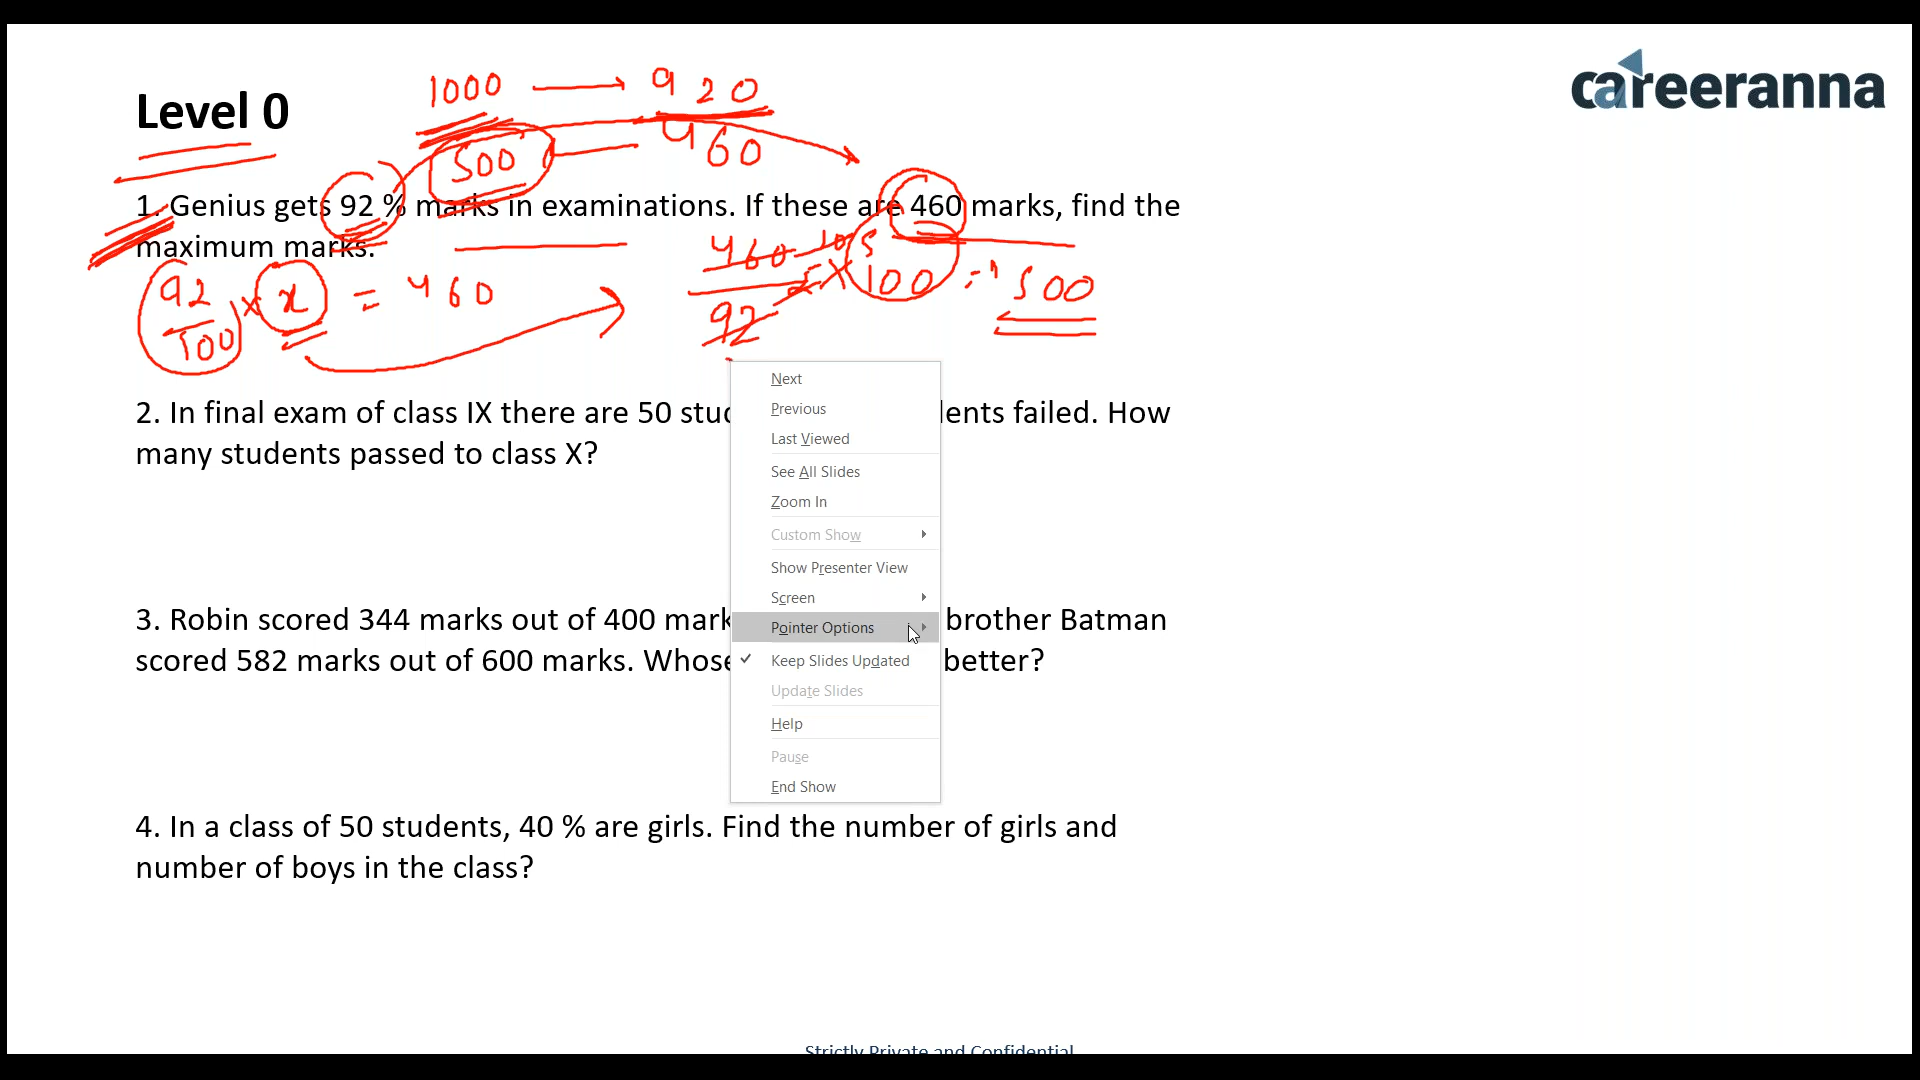 careeranna
1000 → 920
Level 0
500 — 460
1. Genius gets 92 % marks in examinations. If these are 460 marks, find the
maximum marks.
92/100 × x = 460
460/92 × 100 = 500
10 5
5
2. In final exam of class IX there are 50 students failed. How
many students passed to class X?
3. Robin scored 344 marks out of 400 brother Batman
scored 582 marks out of 600 marks. Whose better?
4. In a class of 50 students, 40 % are girls. Find the number of girls and
number of boys in the class?
Next
Previous
Last Viewed
See All Slides
Zoom In
Custom Show
Show Presenter View
Screen
Pointer Options
Keep Slides Updated
Update Slides
Help
Pause
End Show
Strictly Private and Confidential